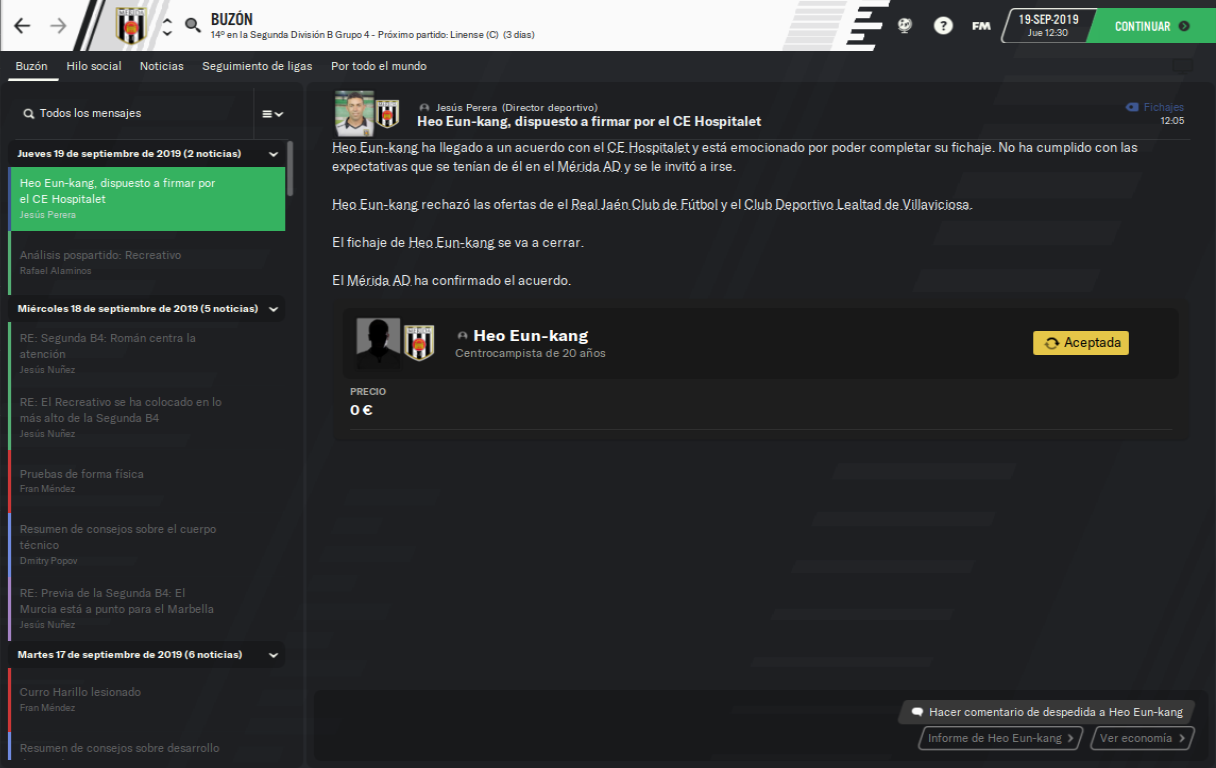 BUZÓN
14º en la Segunda División B Grupo 4 - Próximo partido: Linense (C) (3 días)
?
FM
19-SEP-2019
Jue 12:30
CONTINUAR
Buzón Hilo social Noticias Seguimiento de ligas Por todo el mundo
Todos los mensajes
Jueves 19 de septiembre de 2019 (2 noticias)
Heo Eun-kang, dispuesto a firmar por
el CE Hospitalet
Jesús Perera
Análisis pospartido: Recreativo
Rafael Alaminos
Miércoles 18 de septiembre de 2019 (5 noticias)
RE: Segunda B4: Román centra la
atención
Jesús Nuñez
RE: El Recreativo se ha colocado en lo
más alto de la Segunda B4
Jesús Nuñez
Pruebas de forma física
Fran Méndez
Resumen de consejos sobre el cuerpo
técnico
Dmitry Popov
RE: Previa de la Segunda B4: El
Murcia está a punto para el Marbella
Jesús Nuñez
Martes 17 de septiembre de 2019 (6 noticias)
Curro Harillo lesionado
Fran Méndez
Resumen de consejos sobre desarrollo
Jesús Perera (Director deportivo)
Heo Eun-kang, dispuesto a firmar por el CE Hospitalet
Fichajes
12:05
Heo Eun-kang ha llegado a un acuerdo con el CE Hospitalet y está emocionado por poder completar su fichaje. No ha cumplido con las
expectativas que se tenían de él en el Mérida AD y se le invitó a irse.
Heo Eun-kang rechazó las ofertas de el Real Jaén Club de Fútbol y el Club Deportivo Lealtad de Villaviciosa.
El fichaje de Heo Eun-kang se va a cerrar.
El Mérida AD ha confirmado el acuerdo.
Heo Eun-kang
Centrocampista de 20 años
Aceptada
PRECIO
0 €
Hacer comentario de despedida a Heo Eun-kang
Informe de Heo Eun-kang
Ver economía